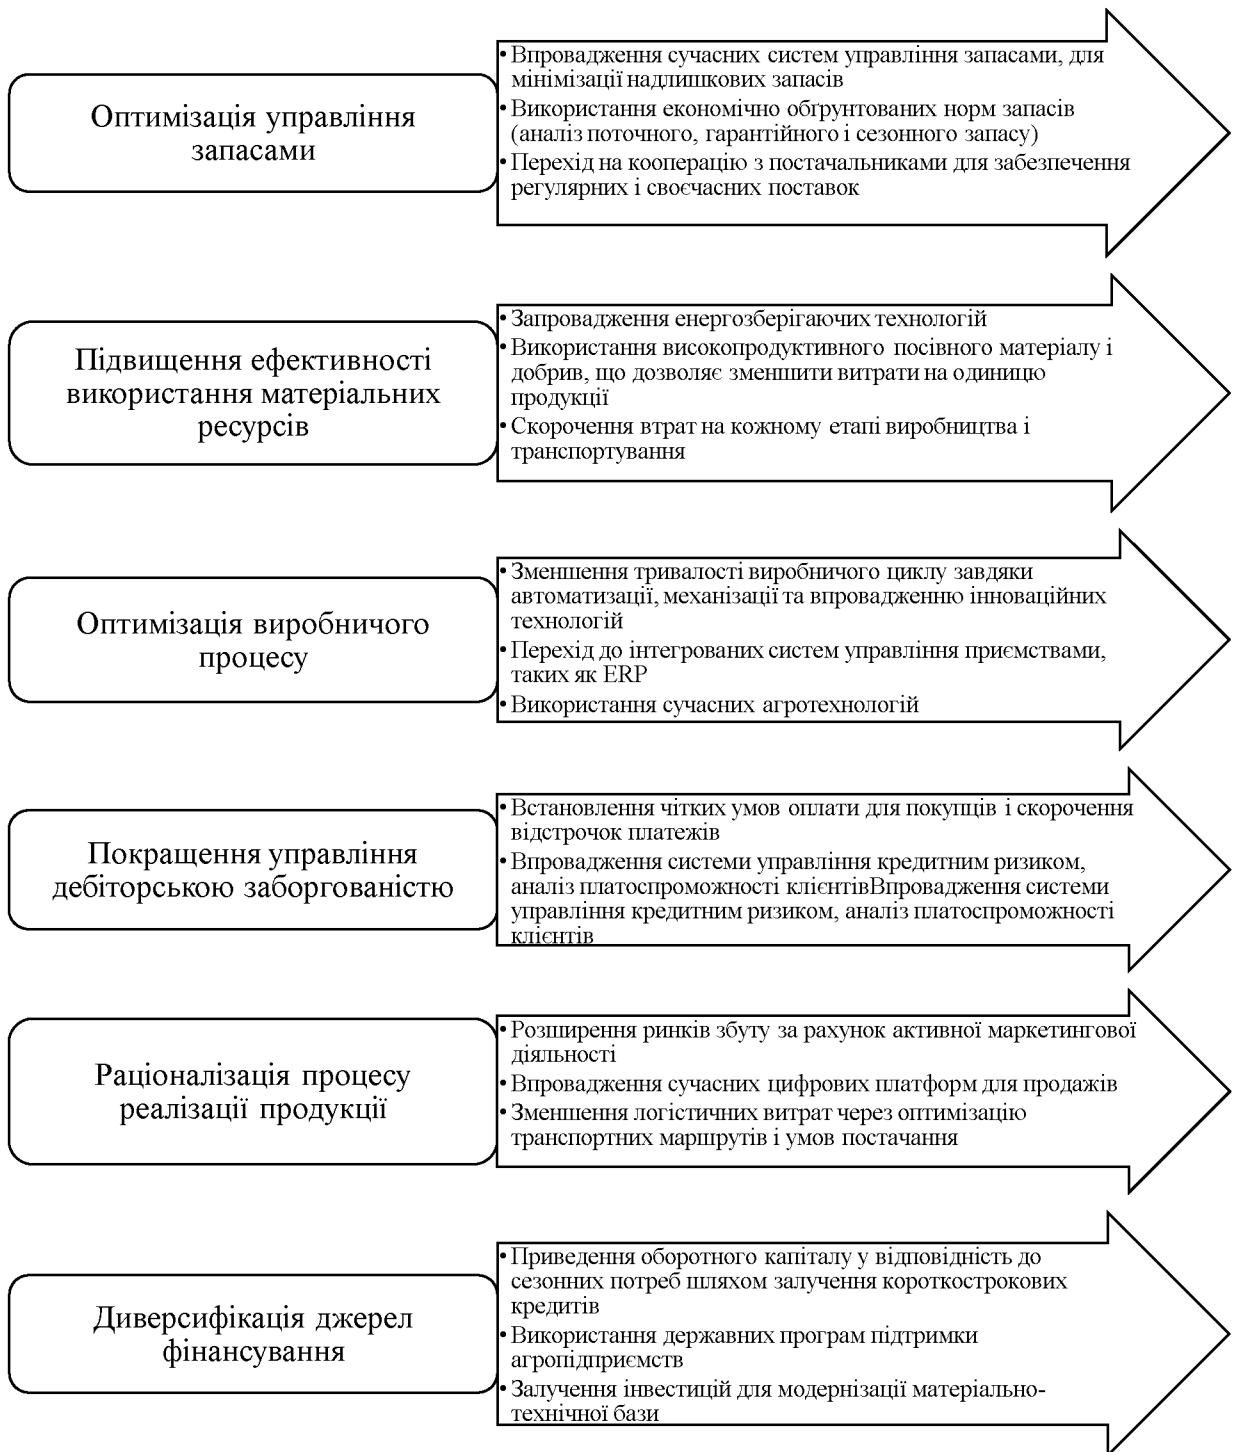 Оптимізація управління
запасами
• Впровадження сучасних систем управління запасами, для
мінімізації надлишкових запасів
• Використання економічно обґрунтованих норм запасів
(аналіз поточного, гарантійного і сезонного запасу)
• Перехід на кооперацію з постачальниками для забезпечення
регулярних і своєчасних поставок
Підвищення ефективності
використання матеріальних
ресурсів
• Запровадження енергозберігаючих технологій
• Використання високопродуктивного посівного матеріалу і
добрив, що дозволяє зменшити витрати на одиницю
продукції
• Скорочення втрат на кожному етапі виробництва і
транспортування
Оптимізація виробничого
процесу
• Зменшення тривалості виробничого циклу завдяки
автоматизації, механізації та впровадженню інноваційних
технологій
• Перехід до інтегрованих систем управління приємствами,
таких як ERP
• Використання сучасних агротехнологій
Покращення управління
дебіторською заборгованістю
• Встановлення чітких умов оплати для покупців і скорочення
відстрочок платежів
• Впровадження системи управління кредитним ризиком,
аналіз платоспроможності клієнтівВпровадження системи
управління кредитним ризиком, аналіз платоспроможності
клієнтів
Раціоналізація процесу
реалізації продукції
• Розширення ринків збуту за рахунок активної маркетингової
діяльності
• Впровадження сучасних цифрових платформ для продажів
• Зменшення логістичних витрат через оптимізацію
транспортних маршрутів і умов постачання
Диверсифікація джерел
фінансування
• Приведення оборотного капіталу у відповідність до
сезонних потреб шляхом залучення короткострокових
кредитів
• Використання державних програм підтримки
агропідприємств
• Залучення інвестицій для модернізації матеріально-
технічної бази